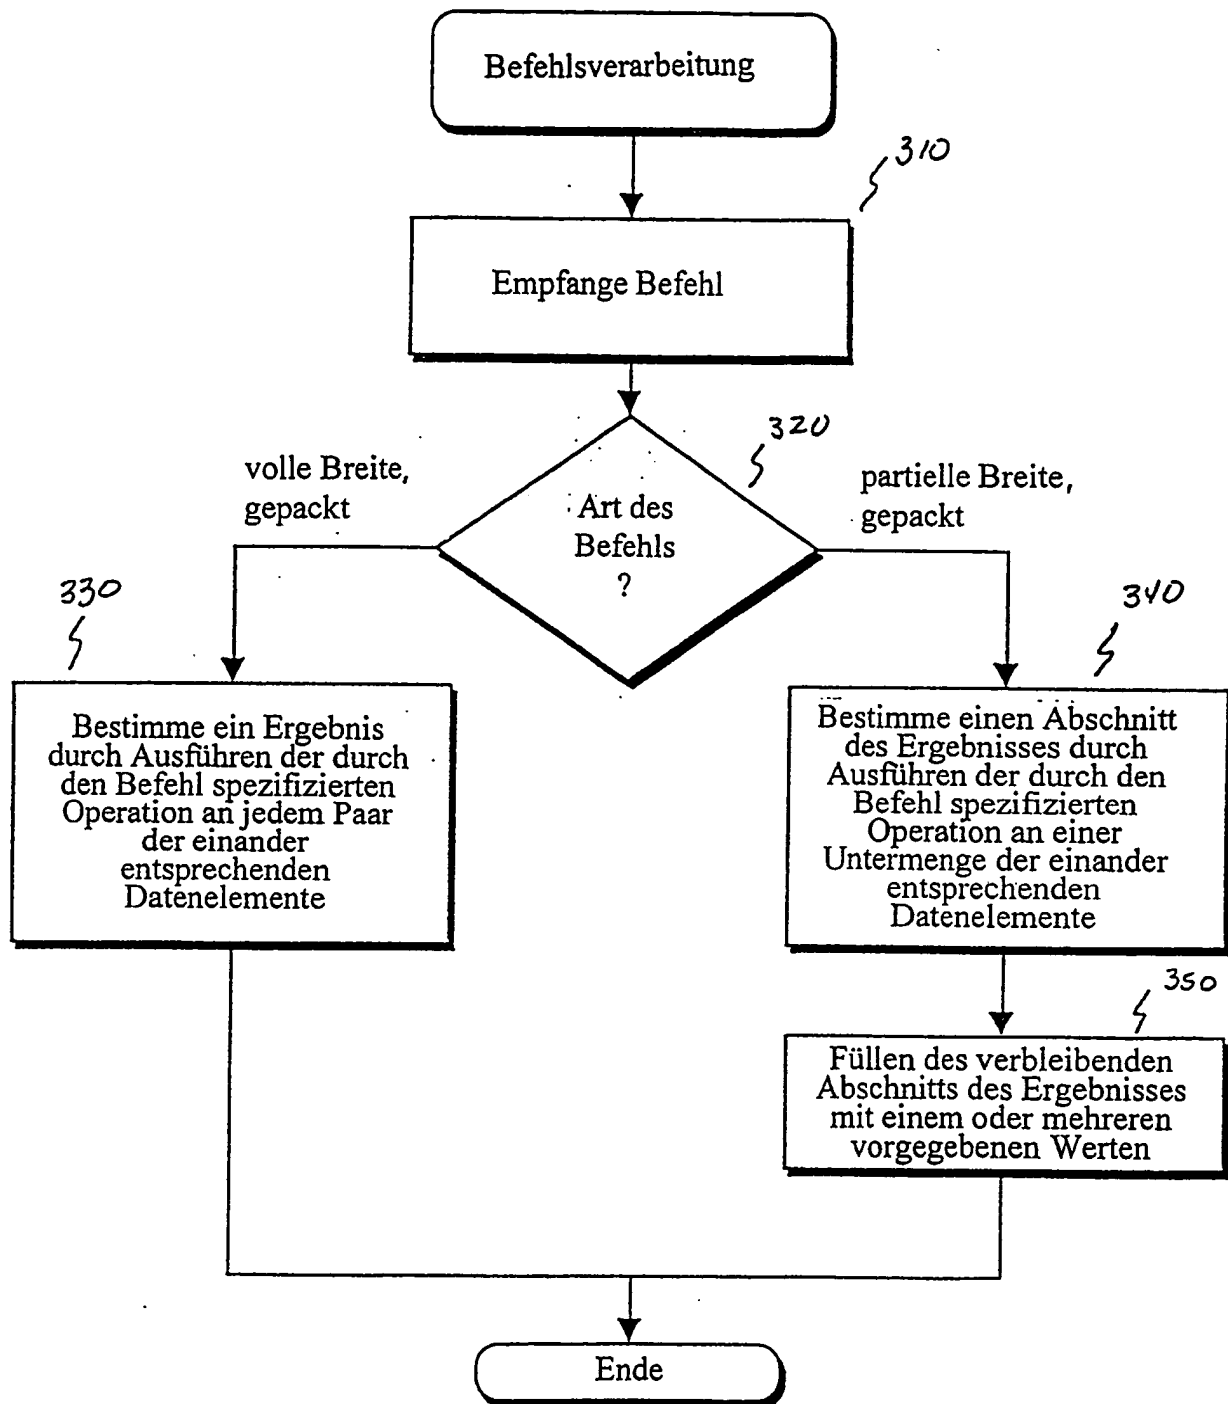 Befehlsverarbeitung
310
Empfange Befehl
320
volle Breite,
gepackt
Art des
Befehls
?
partielle Breite,
gepackt
330
340
Bestimme ein Ergebnis
durch Ausführen der durch
den Befehl spezifizierten
Operation an jedem Paar
der einander
entsprechenden
Datenelemente
Bestimme einen Abschnitt
des Ergebnisses durch
Ausführen der durch den
Befehl spezifizierten
Operation an einer
Untermenge der einander
entsprechenden
Datenelemente
350
Füllen des verbleibenden
Abschnitts des Ergebnisses
mit einem oder mehreren
vorgegebenen Werten
Ende